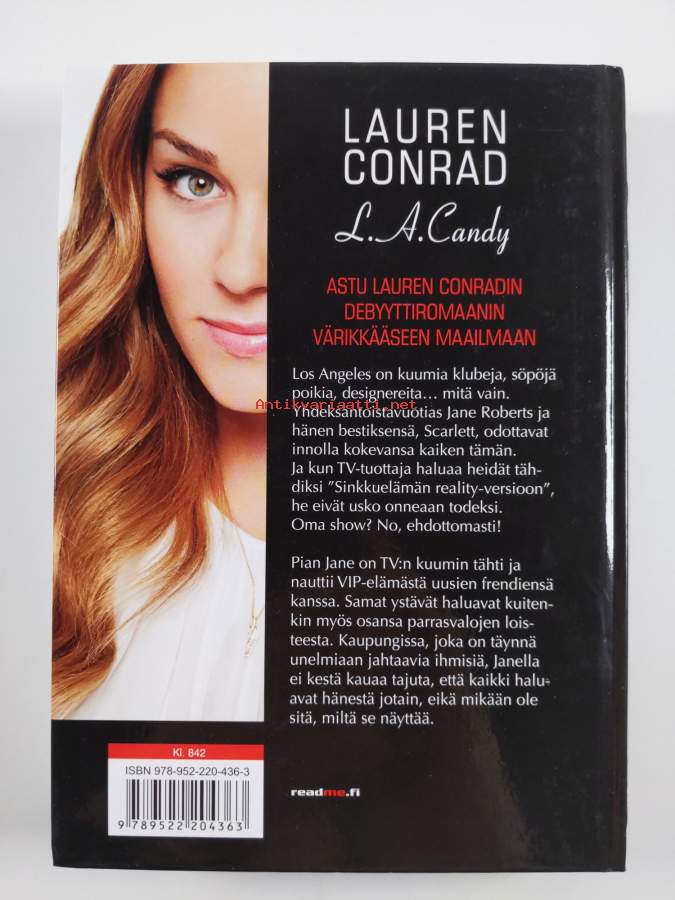 LAUREN
CONRAD
L.A.Candy
ASTU LAUREN CONRADIN
DEBYYTTIROMAANIN
VÄRIKKÄÄSEEN MAAILMAAN
Los Angeles on kuumia klubeja, söpöjä
poikia, designereita... mitä vain.
Antikvariaatti.net
Yhdeksäntoistavuotias Jane Roberts ja
hänen bestiksensä, Scarlett, odottavat
innolla kokevansa kaiken tämän.
Ja kun TV-tuottaja haluaa heidät täh-
diksi ”Sinkkuelämän reality-versioon”,
he eivät usko onneaan todeksi.
Oma show? No, ehdottomasti!
Pian Jane on TV:n kuumin tähti ja
nauttii VIP-elämästä uusien frendiensä
kanssa. Samat ystävät haluavat kuiten-
kin myös osansa parrasvalojen lois-
teesta. Kaupungissa, joka on täynnä
unelmiaan jahtaavia ihmisiä, Janella
ei kestä kauaa tajuta, että kaikki halu-
avat hänestä jotain, eikä mikään ole
sitä, miltä se näyttää.
Kl. 842
ISBN 978-952-220-436-3
9 789522 204363
readme.fi